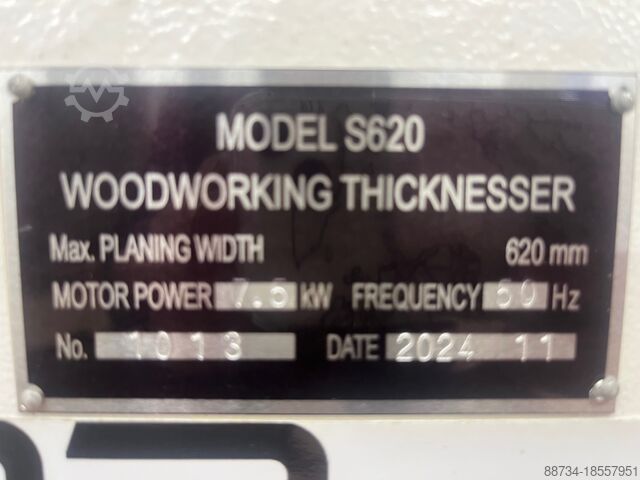 MODEL S620
WOODWORKING THICKNESSER
Max. PLANING WIDTH 620 mm
MOTOR POWER 7.5 kW FREQUENCY 50 Hz
No. 1013 DATE 2024 11
88734-18557951